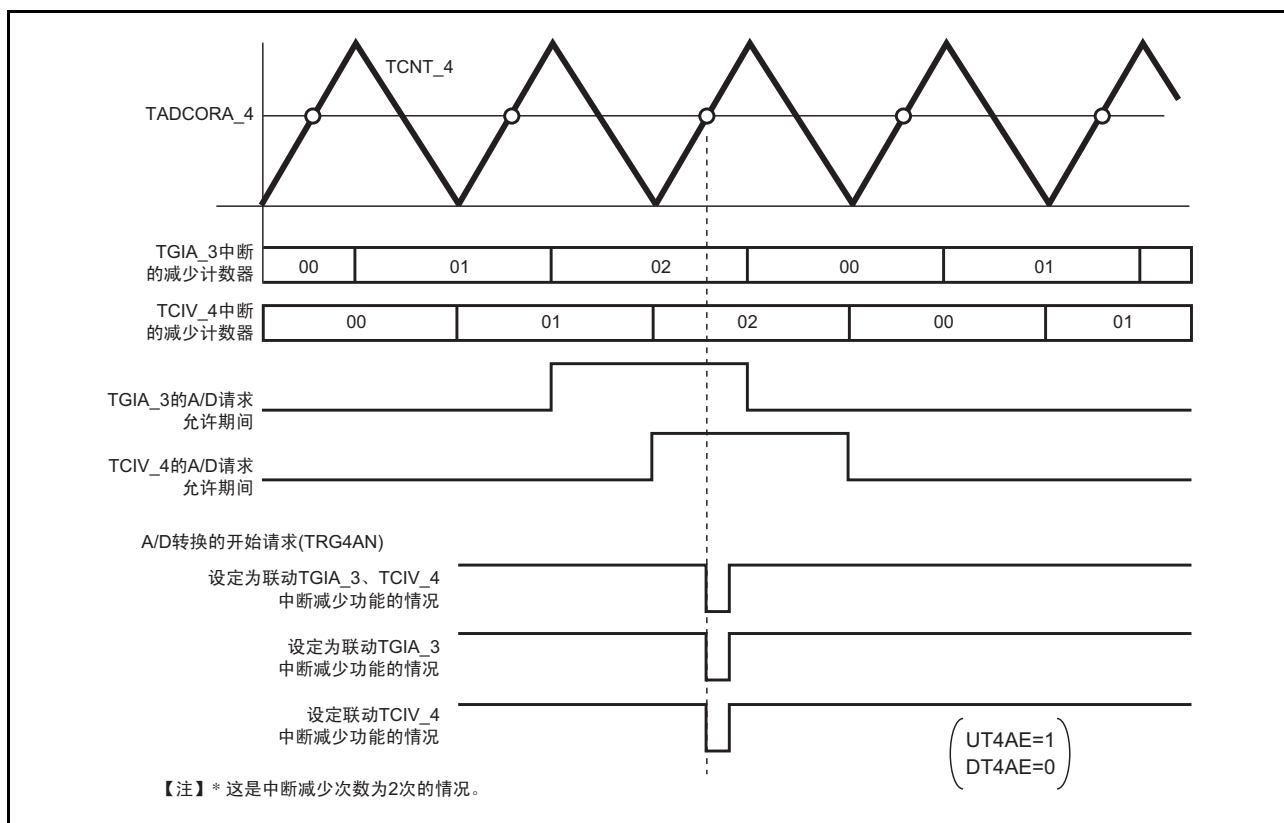 TCNT_4
TADCORA_4
TGIA_3中断
的减少计数器
00
01
02
00
01
TCIV_4中断
的减少计数器
00
01
02
00
01
TGIA_3的A/D请求
允许期间
TCIV_4的A/D请求
允许期间
A/D转换的开始请求(TRG4AN)
设定为联动TGIA_3、TCIV_4
中断减少功能的情况
设定为联动TGIA_3
中断减少功能的情况
设定联动TCIV_4
中断减少功能的情况
UT4AE=1
DT4AE=0
【注】* 这是中断减少次数为2次的情况。